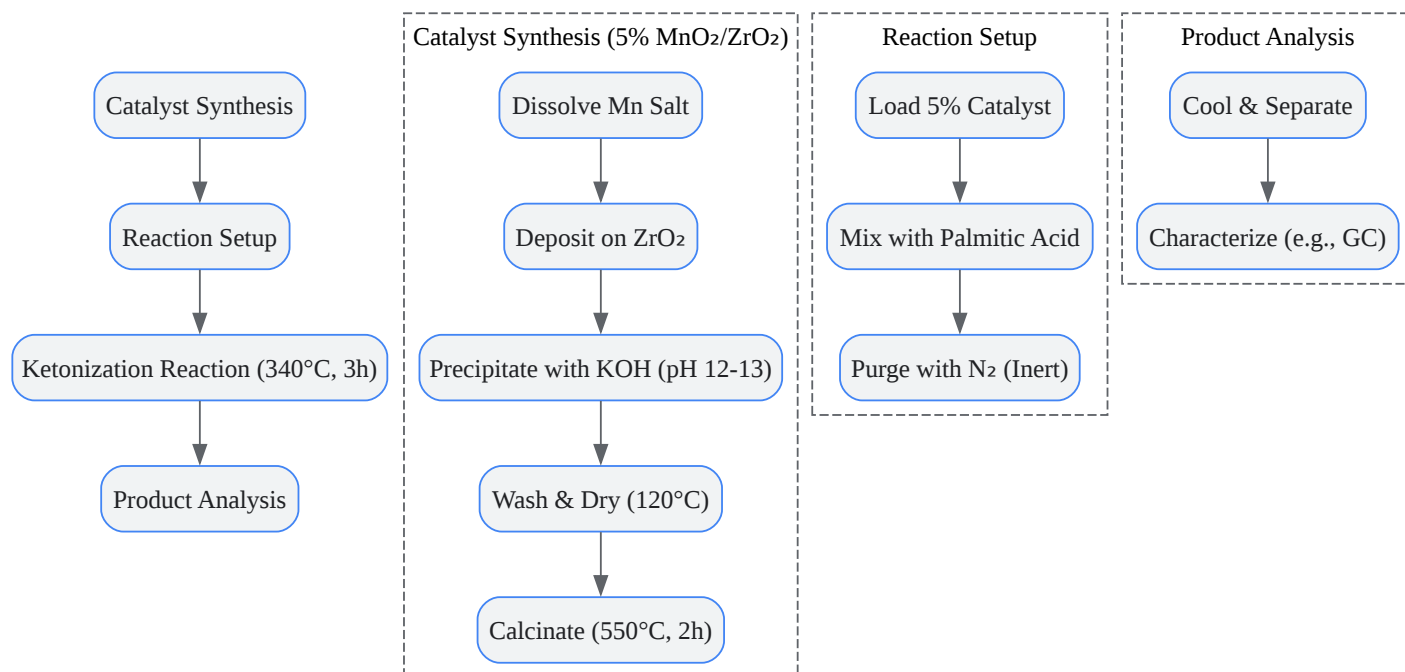 Catalyst Synthesis
Reaction Setup
Ketonization Reaction (340°C, 3h)
Product Analysis
Catalyst Synthesis (5% MnO₂/ZrO₂)
Dissolve Mn Salt
Deposit on ZrO₂
Precipitate with KOH (pH 12-13)
Wash & Dry (120°C)
Calcinate (550°C, 2h)
Reaction Setup
Load 5% Catalyst
Mix with Palmitic Acid
Purge with N₂ (Inert)
Product Analysis
Cool & Separate
Characterize (e.g., GC)